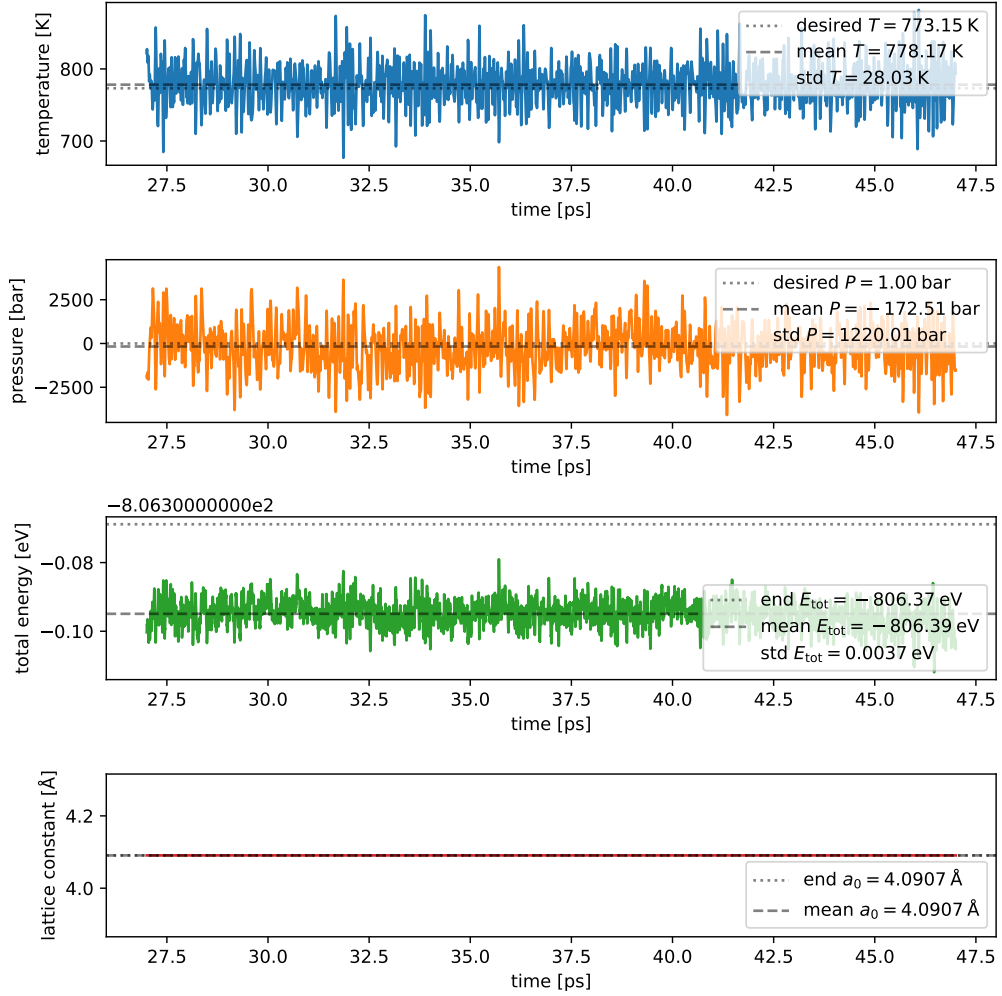 temperature [K]
800
700
desired T = 773.15 K
mean T = 778.17 K
std T = 28.03 K
27.5 30.0 32.5 35.0 37.5 40.0 42.5 45.0 47.5
time [ps]
pressure [bar]
2500
0
−2500
desired P = 1.00 bar
mean P = −172.51 bar
std P = 1220.01 bar
27.5 30.0 32.5 35.0 37.5 40.0 42.5 45.0 47.5
time [ps]
−8.0630000000e2
total energy [eV]
−0.08
−0.10
end Etot = −806.37 eV
mean Etot = −806.39 eV
std Etot = 0.0037 eV
27.5 30.0 32.5 35.0 37.5 40.0 42.5 45.0 47.5
time [ps]
lattice constant [Å]
4.2
4.0
end a0 = 4.0907 Å
mean a0 = 4.0907 Å
27.5 30.0 32.5 35.0 37.5 40.0 42.5 45.0 47.5
time [ps]